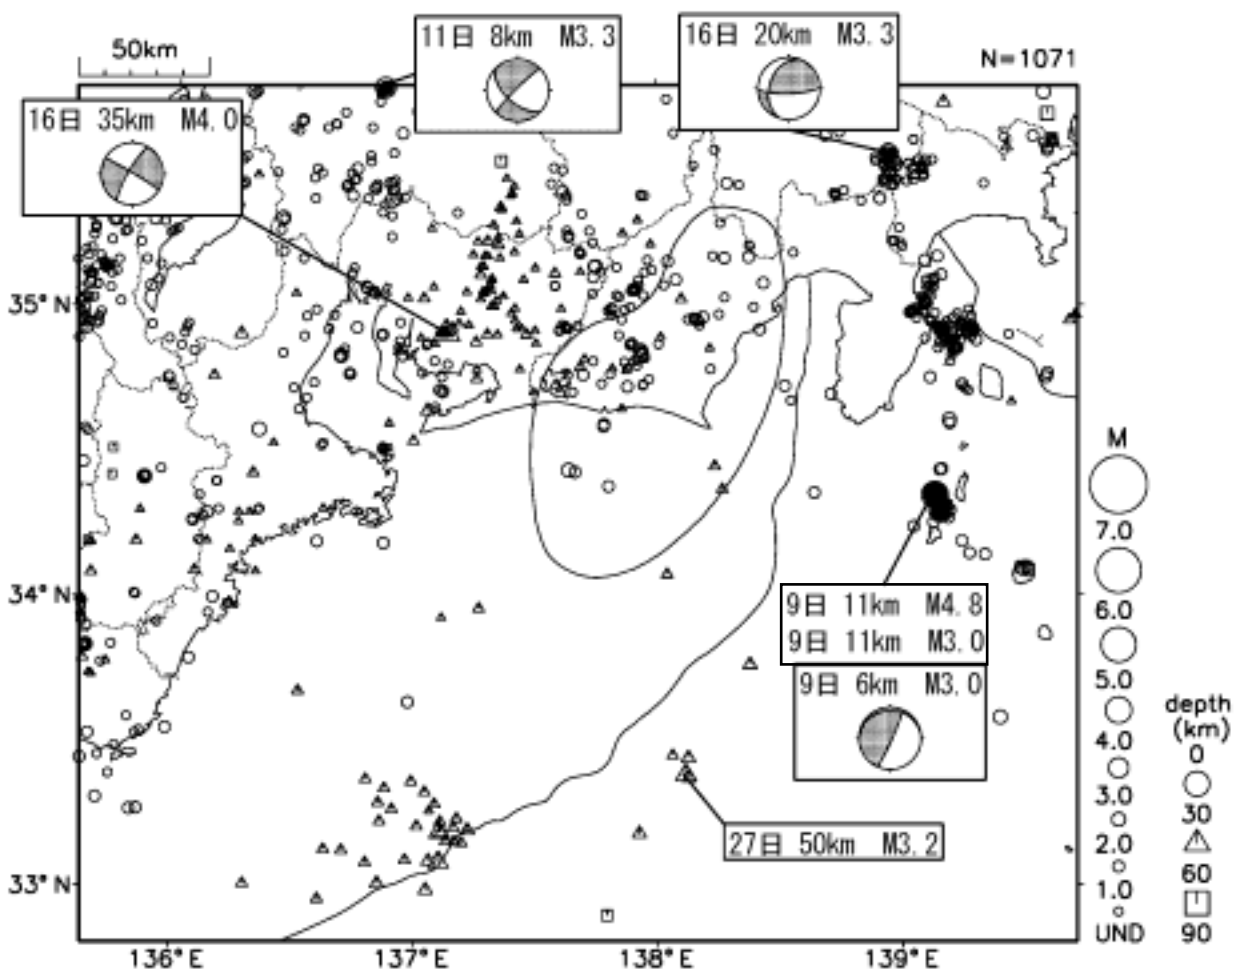 50km
11日 8km M3.3
16日 20km M3.3
N=1071
16日 35km M4.0
35°N
34°N
33°N
136°E
137°E
138°E
139°E
9日 11km M4.8
9日 11km M3.0
9日 6km M3.0
27日 50km M3.2
M
7.0
6.0
5.0
4.0
3.0
2.0
1.0
UND
depth
(km)
0
30
60
90